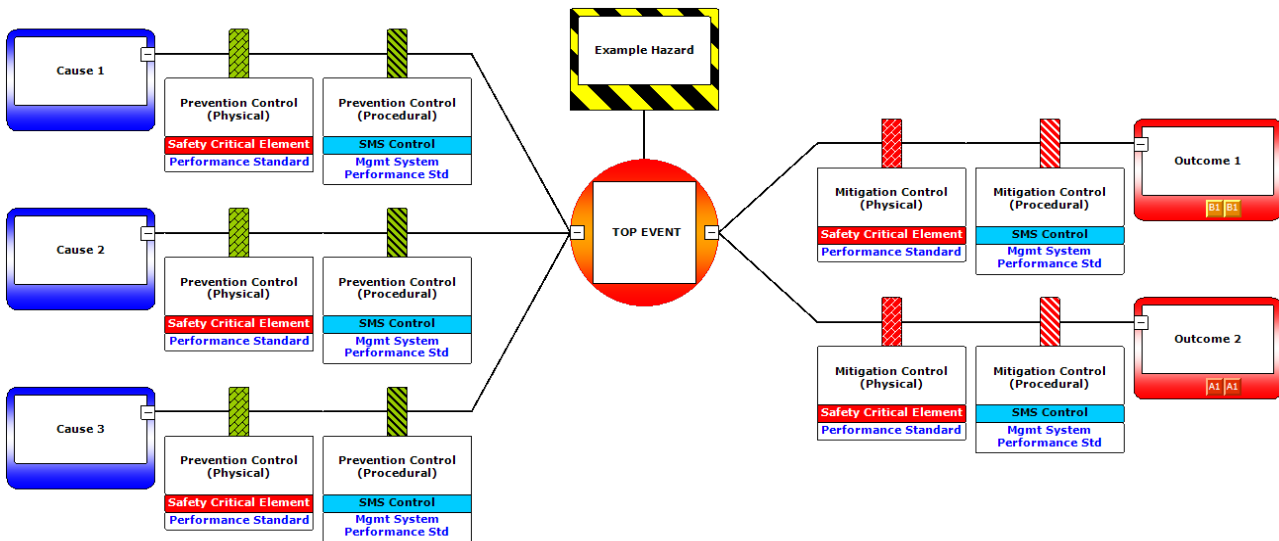 Example Hazard
Cause 1
Prevention Control
(Physical)
Safety Critical Element
Performance Standard
Prevention Control
(Procedural)
SMS Control
Mgmt System
Performance Std
Cause 2
Prevention Control
(Physical)
Safety Critical Element
Performance Standard
Prevention Control
(Procedural)
SMS Control
Mgmt System
Performance Std
Cause 3
Prevention Control
(Physical)
Safety Critical Element
Performance Standard
Prevention Control
(Procedural)
SMS Control
Mgmt System
Performance Std
TOP EVENT
Mitigation Control
(Physical)
Safety Critical Element
Performance Standard
Mitigation Control
(Procedural)
SMS Control
Mgmt System
Performance Std
Outcome 1
B1 B1
Mitigation Control
(Physical)
Safety Critical Element
Performance Standard
Mitigation Control
(Procedural)
SMS Control
Mgmt System
Performance Std
Outcome 2
A1 A1